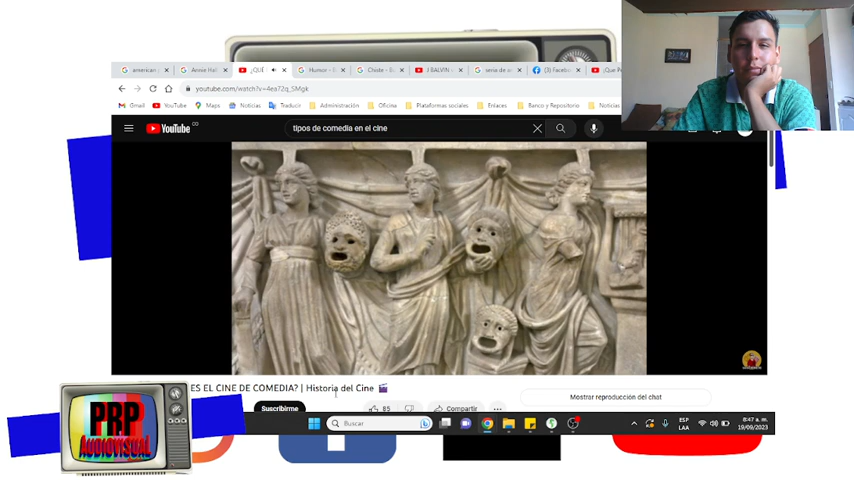 american
Annie Hall
¿QUÉ
Humor -
Chiste -
J BALVIN
(3) Faceb
¿Que P
youtube.com/watch?v=4ea72q_SMgk
Gmail YouTube Maps Noticias Traducir Administración Oficina Plataformas sociales Enlaces Banco y Repositorio Noticias
YouTube CO
tipos de comedia en el cine
ES EL CINE DE COMEDIA? | Historia del Cine
Suscribirme
85
Compartir
Mostrar reproducción del chat
PRP
AUDIOVISUAL
Buscar
ESP
LAA
8:47 a. m.
19/09/2023